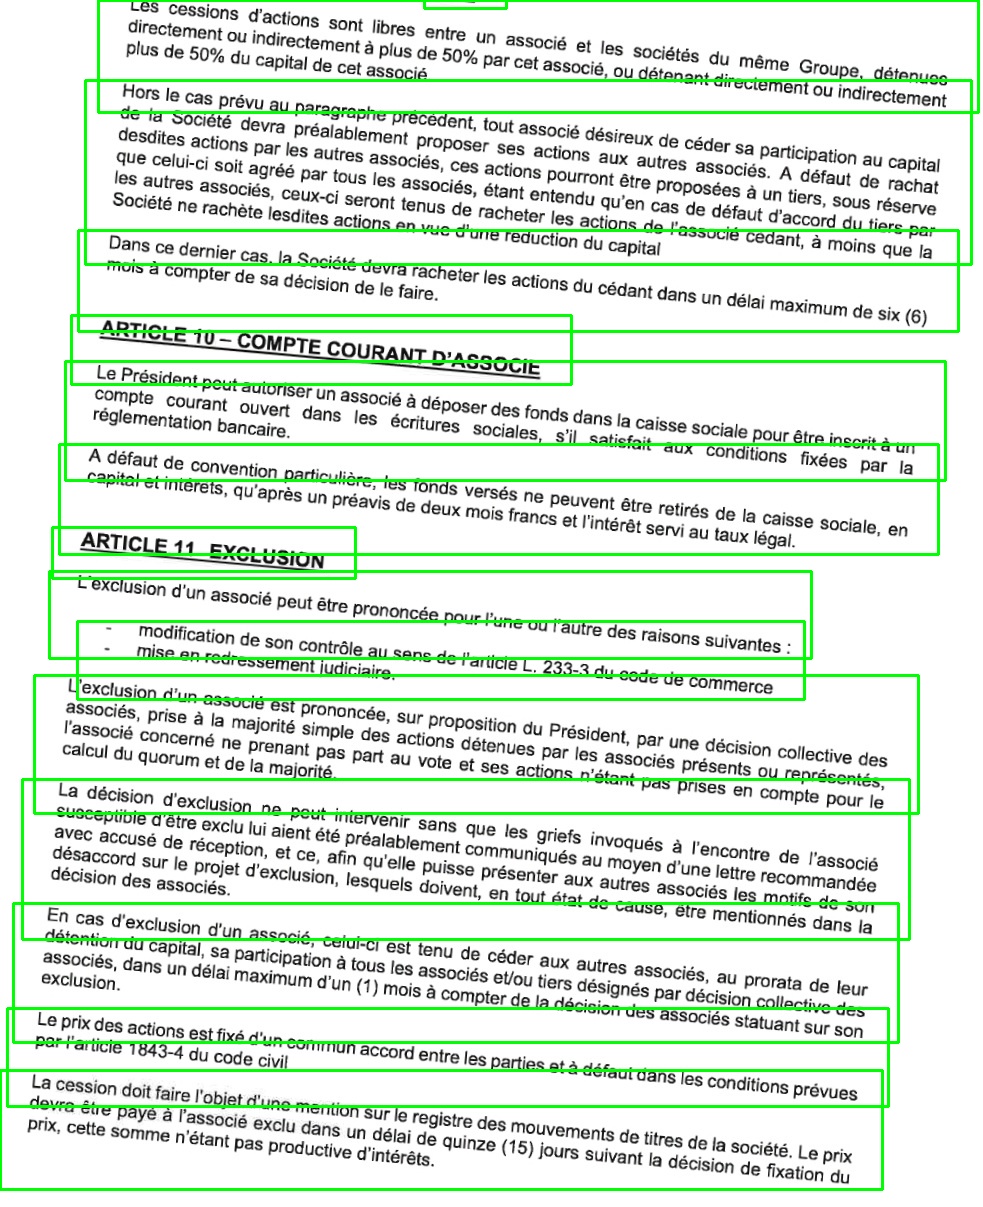 Les cessions d'actions sont libres entre un associé et les sociétés du même Groupe, détenues
directement ou indirectement à plus de 50% par cet associé, ou détenant directement ou indirectement
plus de 50% du capital de cet associé
Hors le cas prévu au paragraphe précédent, tout associé désireux de céder sa participation au capital
de la Société devra préalablement proposer ses actions aux autres associés. A défaut de rachat
desdites actions par les autres associés, ces actions pourront être proposées à un tiers, sous réserve
que celui-ci soit agréé par tous les associés, étant entendu qu'en cas de défaut d'accord du tiers par
les autres associés, ceux-ci seront tenus de racheter les actions de l'associé cédant, à moins que la
Société ne rachète lesdites actions en vue d'une réduction du capital
Dans ce dernier cas, la Société devra racheter les actions du cédant dans un délai maximum de six (6)
mois à compter de sa décision de le faire.
ARTICLE 10 – COMPTE COURANT D'ASSOCIE
Le Président peut autoriser un associé à déposer des fonds dans la caisse sociale pour être inscrit à un
compte courant ouvert dans les écritures sociales, s'il satisfait aux conditions fixées par la
réglementation bancaire.
A défaut de convention particulière, les fonds versés ne peuvent être retirés de la caisse sociale, en
capital et intérêts, qu'après un préavis de deux mois francs et l'intérêt servi au taux légal.
ARTICLE 11 EXCLUSION
L'exclusion d'un associé peut être prononcée pour l'une ou l'autre des raisons suivantes :
- modification de son contrôle au sens de l'article L. 233-3 du code de commerce
- mise en redressement judiciaire.
L'exclusion d'un associé est prononcée, sur proposition du Président, par une décision collective des
associés, prise à la majorité simple des actions détenues par les associés présents ou représentés,
l'associé concerné ne prenant pas part au vote et ses actions n'étant pas prises en compte pour le
calcul du quorum et de la majorité.
La décision d'exclusion ne peut intervenir sans que les griefs invoqués à l'encontre de l'associé
susceptible d'être exclu lui aient été préalablement communiqués au moyen d'une lettre recommandée
avec accusé de réception, et ce, afin qu'elle puisse présenter aux autres associés les motifs de son
désaccord sur le projet d'exclusion, lesquels doivent, en tout état de cause, être mentionnés dans la
décision des associés.
En cas d'exclusion d'un associé, celui-ci est tenu de céder aux autres associés, au prorata de leur
détention du capital, sa participation à tous les associés et/ou tiers désignés par décision collective des
associés, dans un délai maximum d'un (1) mois à compter de la décision des associés statuant sur son
exclusion.
Le prix des actions est fixé d'un commun accord entre les parties et à défaut dans les conditions prévues
par l'article 1843-4 du code civil
La cession doit faire l'objet d'une mention sur le registre des mouvements de titres de la société. Le prix
devra être payé à l'associé exclu dans un délai de quinze (15) jours suivant la décision de fixation du
prix, cette somme n'étant pas productive d'intérêts.